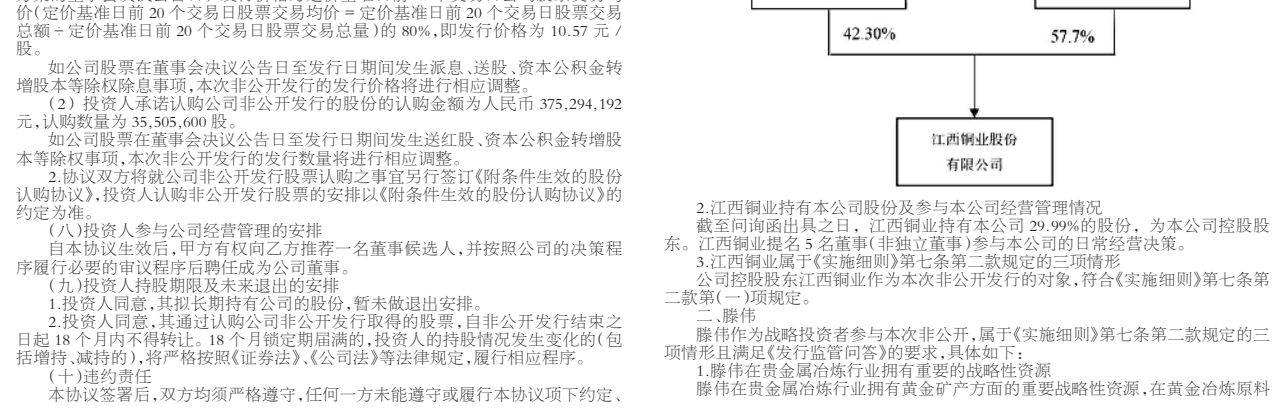 价(定价基准日前 20 个交易日股票交易均价 = 定价基准日前 20 个交易日股票交易
总额 ÷ 定价基准日前 20 个交易日股票交易总量)的 80%,即发行价格为 10.57 元 /
股。
如公司股票在董事会决议公告日至发行日期间发生派息、送股、资本公积金转
增股本等除权除息事项,本次非公开发行的发行价格将进行相应调整。
(2) 投资人承诺认购公司非公开发行的股份的认购金额为人民币 375,294,192
元,认购数量为 35,505,600 股。
如公司股票在董事会决议公告日至发行日期间发生送红股、资本公积金转增股
本等除权事项,本次非公开发行的发行数量将进行相应调整。
2.协议双方将就公司非公开发行股票认购之事宜另行签订《附条件生效的股份
认购协议》,投资人认购非公开发行股票的安排以《附条件生效的股份认购协议》的
约定为准。
(八)投资人参与公司经营管理的安排
自本协议生效后,甲方有权向乙方推荐一名董事候选人,并按照公司的决策程
序履行必要的审议程序后聘任成为公司董事。
(九)投资人持股期限及未来退出的安排
1.投资人同意,其拟长期持有公司的股份,暂未做退出安排。
2.投资人同意,其通过认购公司非公开发行取得的股票,自非公开发行结束之
日起 18 个月内不得转让。18 个月锁定期届满的,投资人的持股情况发生变化的(包
括增持、减持的),将严格按照《证券法》、《公司法》等法律规定,履行相应程序。
(十)违约责任
本协议签署后,双方均须严格遵守,任何一方未能遵守或履行本协议项下约定、
42.30%
57.7%
江西铜业股份
有限公司
2.江西铜业持有本公司股份及参与本公司经营管理情况
截至问询函出具之日，江西铜业持有本公司 29.99%的股份，为本公司控股股
东。江西铜业提名 5 名董事(非独立董事)参与本公司的日常经营决策。
3.江西铜业属于《实施细则》第七条第二款规定的三项情形
公司控股股东江西铜业作为本次非公开发行的对象,符合《实施细则》第七条第
二款第(一)项规定。
二、滕伟
滕伟作为战略投资者参与本次非公开,属于《实施细则》第七条第二款规定的三
项情形且满足《发行监管问答》的要求,具体如下:
1.滕伟在贵金属冶炼行业拥有重要的战略性资源
滕伟在贵金属冶炼行业拥有黄金矿产方面的重要战略性资源,在黄金冶炼原料